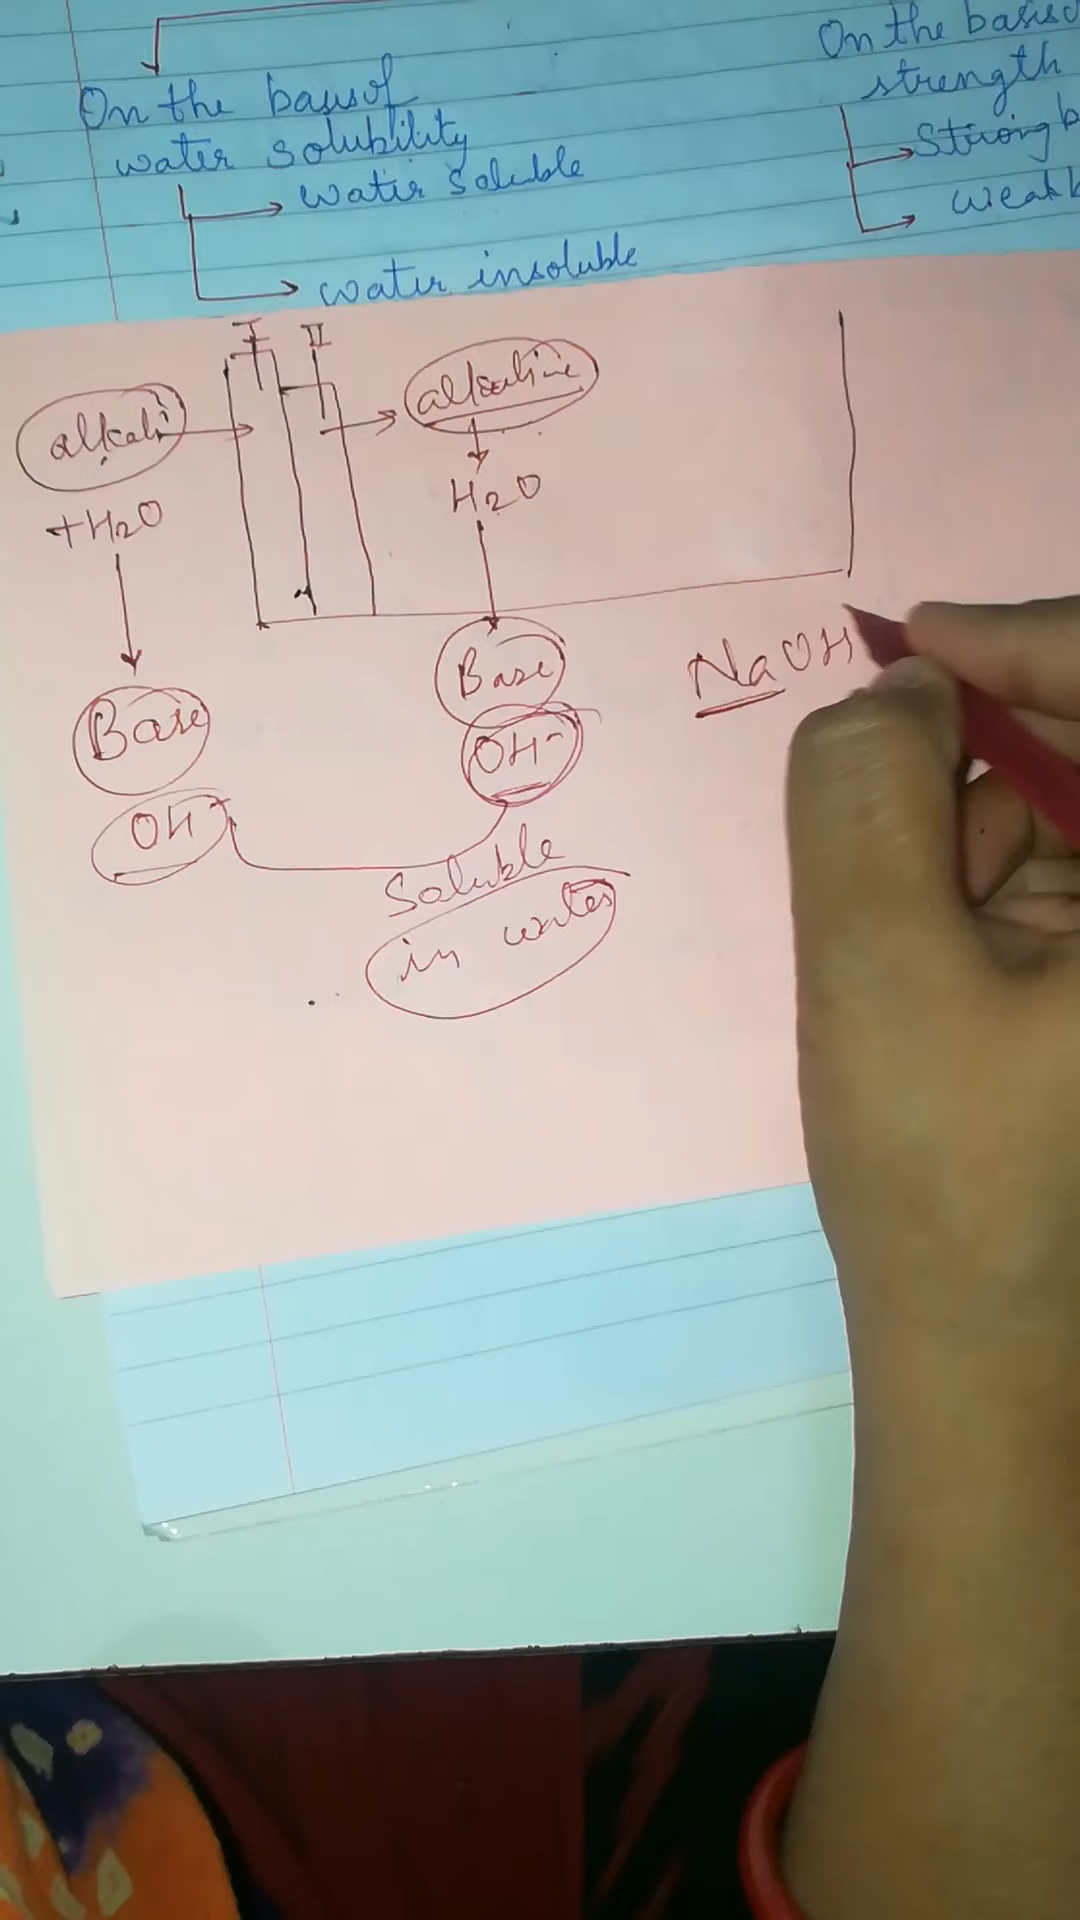 On the basis of
water solubility
water soluble
water insoluble
On the basis o
strength
Strong b
weak b
I II
alkali
+H2O
Base
OH-
alkaline
H2O
Base
OH-
Soluble
in water
NaOH